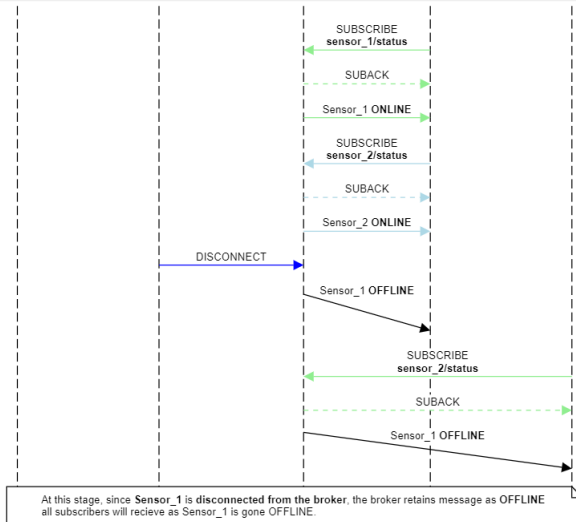 SUBSCRIBE
sensor_1/status
SUBACK
Sensor_1 ONLINE
SUBSCRIBE
sensor_2/status
SUBACK
Sensor_2 ONLINE
DISCONNECT
Sensor_1 OFFLINE
SUBSCRIBE
sensor_2/status
SUBACK
Sensor_1 OFFLINE
At this stage, since Sensor_1 is disconnected from the broker, the broker retains message as OFFLINE
all subscribers will recieve as Sensor_1 is gone OFFLINE.